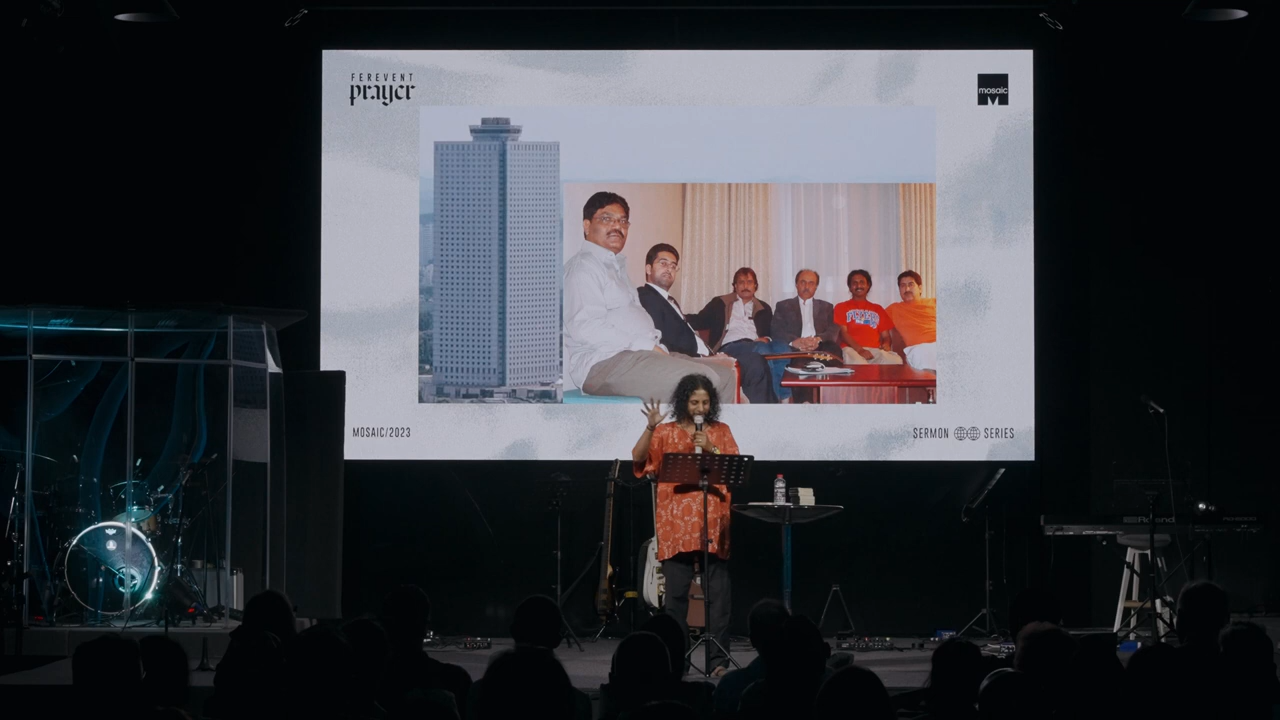 FEREVENT
prayer
mosaic
M
MOSAIC/2023
SERMON SERIES
Roland